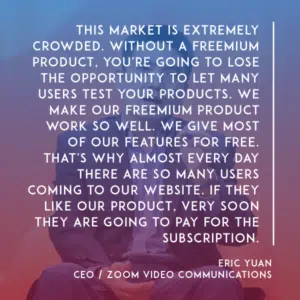 THIS MARKET IS EXTREMELY
CROWDED. WITHOUT A FREEMIUM
PRODUCT, YOU'RE GOING TO LOSE
THE OPPORTUNITY TO LET MANY
USERS TEST YOUR PRODUCTS. WE
MAKE OUR FREEMIUM PRODUCT
WORK SO WELL. WE GIVE MOST
OF OUR FEATURES FOR FREE.
THAT'S WHY ALMOST EVERY DAY
THERE ARE SO MANY USERS
COMING TO OUR WEBSITE. IF THEY
LIKE OUR PRODUCT, VERY SOON
THEY ARE GOING TO PAY FOR THE
SUBSCRIPTION.
ERIC YUAN
CEO / ZOOM VIDEO COMMUNICATIONS